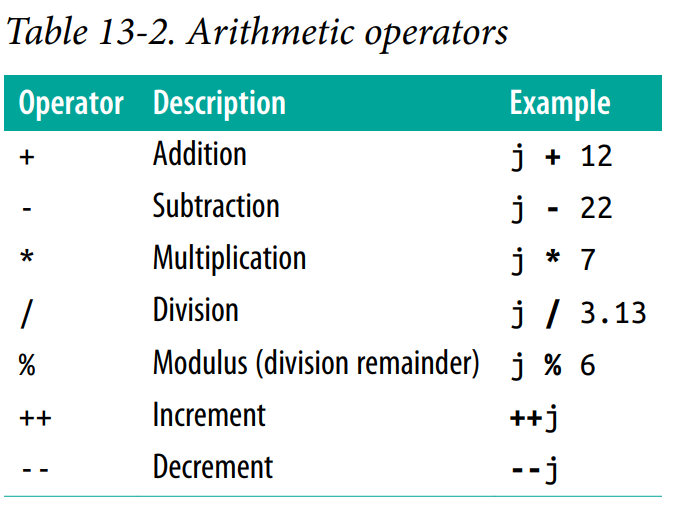 Table 13-2. Arithmetic operators
Operator Description Example
+ Addition j + 12
- Subtraction j - 22
* Multiplication j * 7
/ Division j / 3.13
% Modulus (division remainder) j % 6
++ Increment ++j
-- Decrement --j